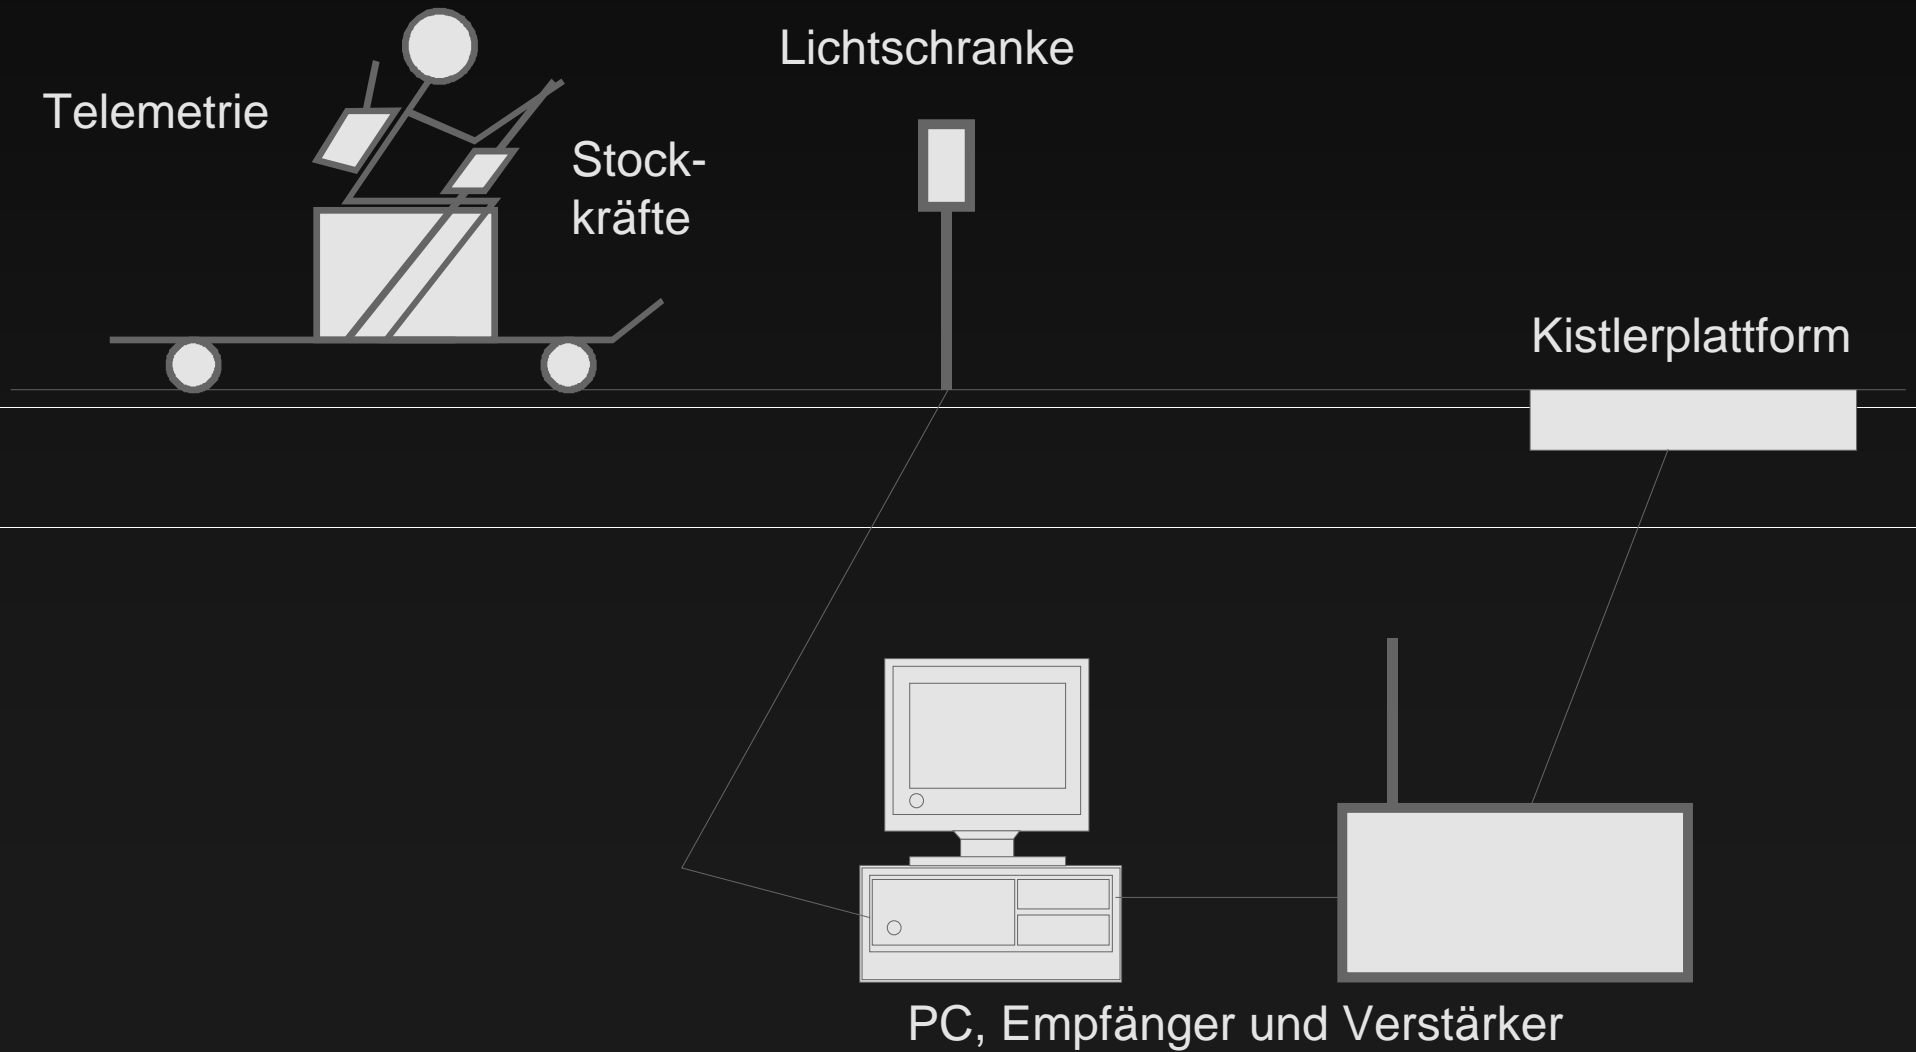 Lichtschranke
Telemetrie
Stock-
kräfte
Kistlerplattform
PC, Empfänger und Verstärker